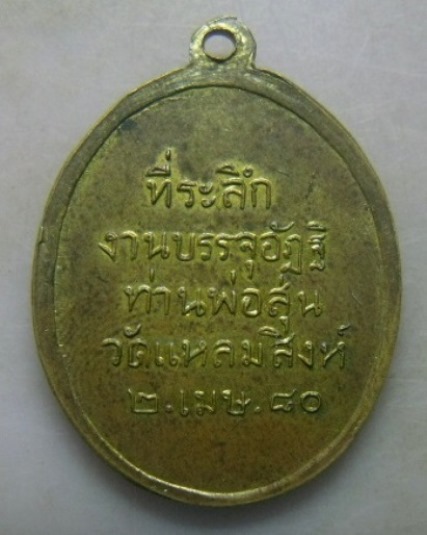 ที่ระลึก
งานบรรจุอัฏฐิ
ท่านพ่อสุ่น
วัดแหลมสิงห์
๒.เมษ.๘๐